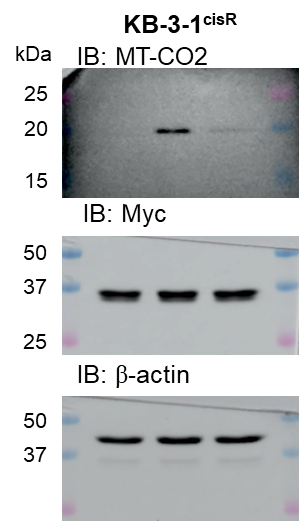 KB-3-1cisR
kDa
IB: MT-CO2
25
20
15
IB: Myc
50
37
25
IB: β-actin
50
37